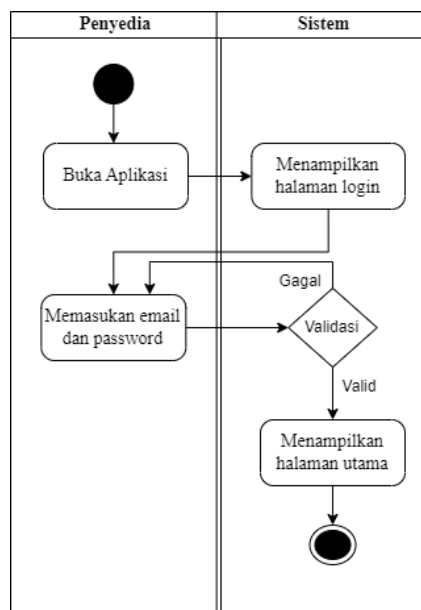 Penyedia
Sistem
Buka Aplikasi
Menampilkan
halaman login
Gagal
Memasukan email
dan password
Validasi
Valid
Menampilkan
halaman utama